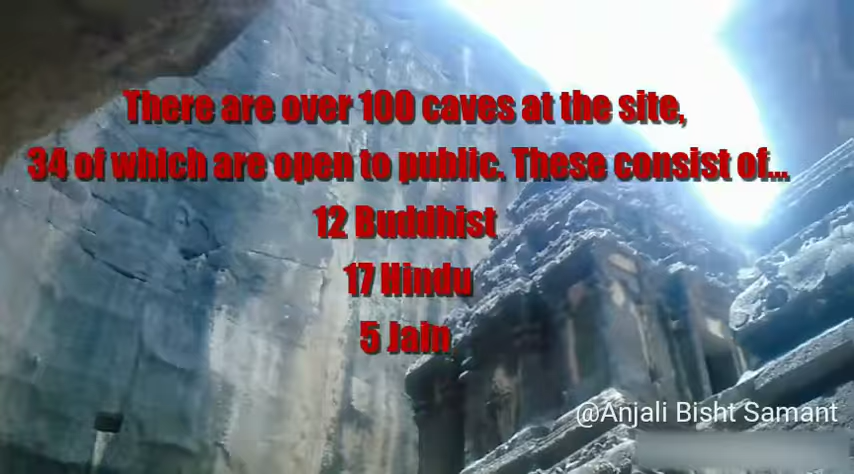 There are over 100 caves at the site,
34 of which are open to public. These consist of...
12 Buddhist
17 Hindu
5 Jain
@Anjali Bisht Samant